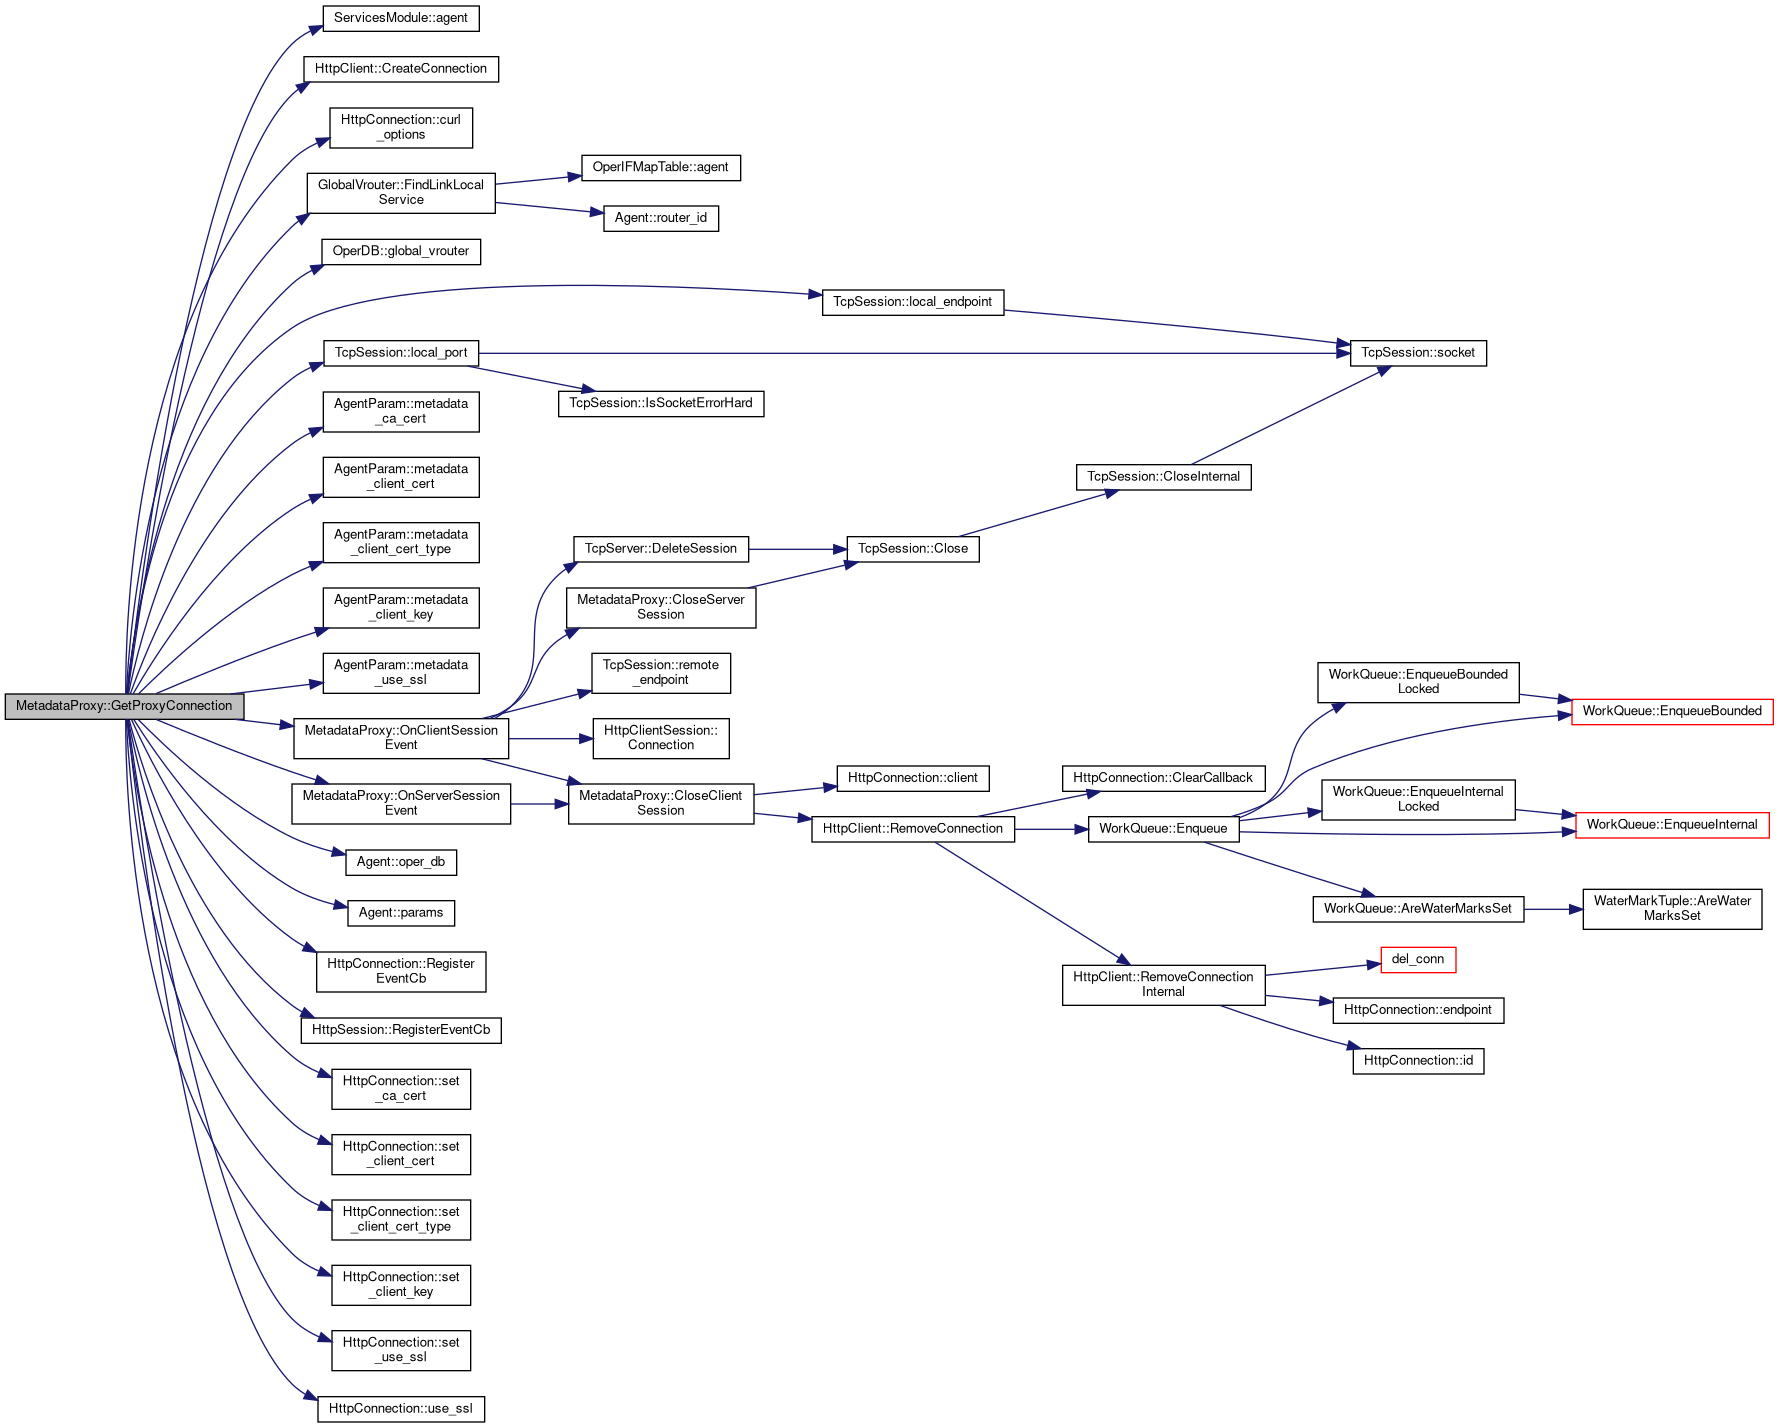 ServicesModule::agent
HttpClient::CreateConnection
HttpConnection::curl
_options
GlobalVrouter::FindLinkLocal
Service
OperIFMapTable::agent
Agent::router_id
OperDB::global_vrouter
TcpSession::local_endpoint
TcpSession::local_port
TcpSession::socket
TcpSession::IsSocketErrorHard
AgentParam::metadata
_ca_cert
AgentParam::metadata
_client_cert
TcpSession::CloseInternal
AgentParam::metadata
_client_cert_type
TcpServer::DeleteSession
TcpSession::Close
AgentParam::metadata
_client_key
MetadataProxy::CloseServer
Session
AgentParam::metadata
_use_ssl
TcpSession::remote
_endpoint
MetadataProxy::GetProxyConnection
MetadataProxy::OnClientSession
Event
HttpClientSession::
Connection
WorkQueue::EnqueueBounded
Locked
WorkQueue::EnqueueBounded
MetadataProxy::OnServerSession
Event
MetadataProxy::CloseClient
Session
HttpConnection::client
HttpClient::RemoveConnection
HttpConnection::ClearCallback
WorkQueue::Enqueue
WorkQueue::EnqueueInternal
Locked
WorkQueue::EnqueueInternal
Agent::oper_db
Agent::params
WorkQueue::AreWaterMarksSet
WaterMarkTuple::AreWater
MarksSet
HttpConnection::Register
EventCb
HttpClient::RemoveConnection
Internal
del_conn
HttpConnection::endpoint
HttpConnection::id
HttpSession::RegisterEventCb
HttpConnection::set
_ca_cert
HttpConnection::set
_client_cert
HttpConnection::set
_client_cert_type
HttpConnection::set
_client_key
HttpConnection::set
_use_ssl
HttpConnection::use_ssl